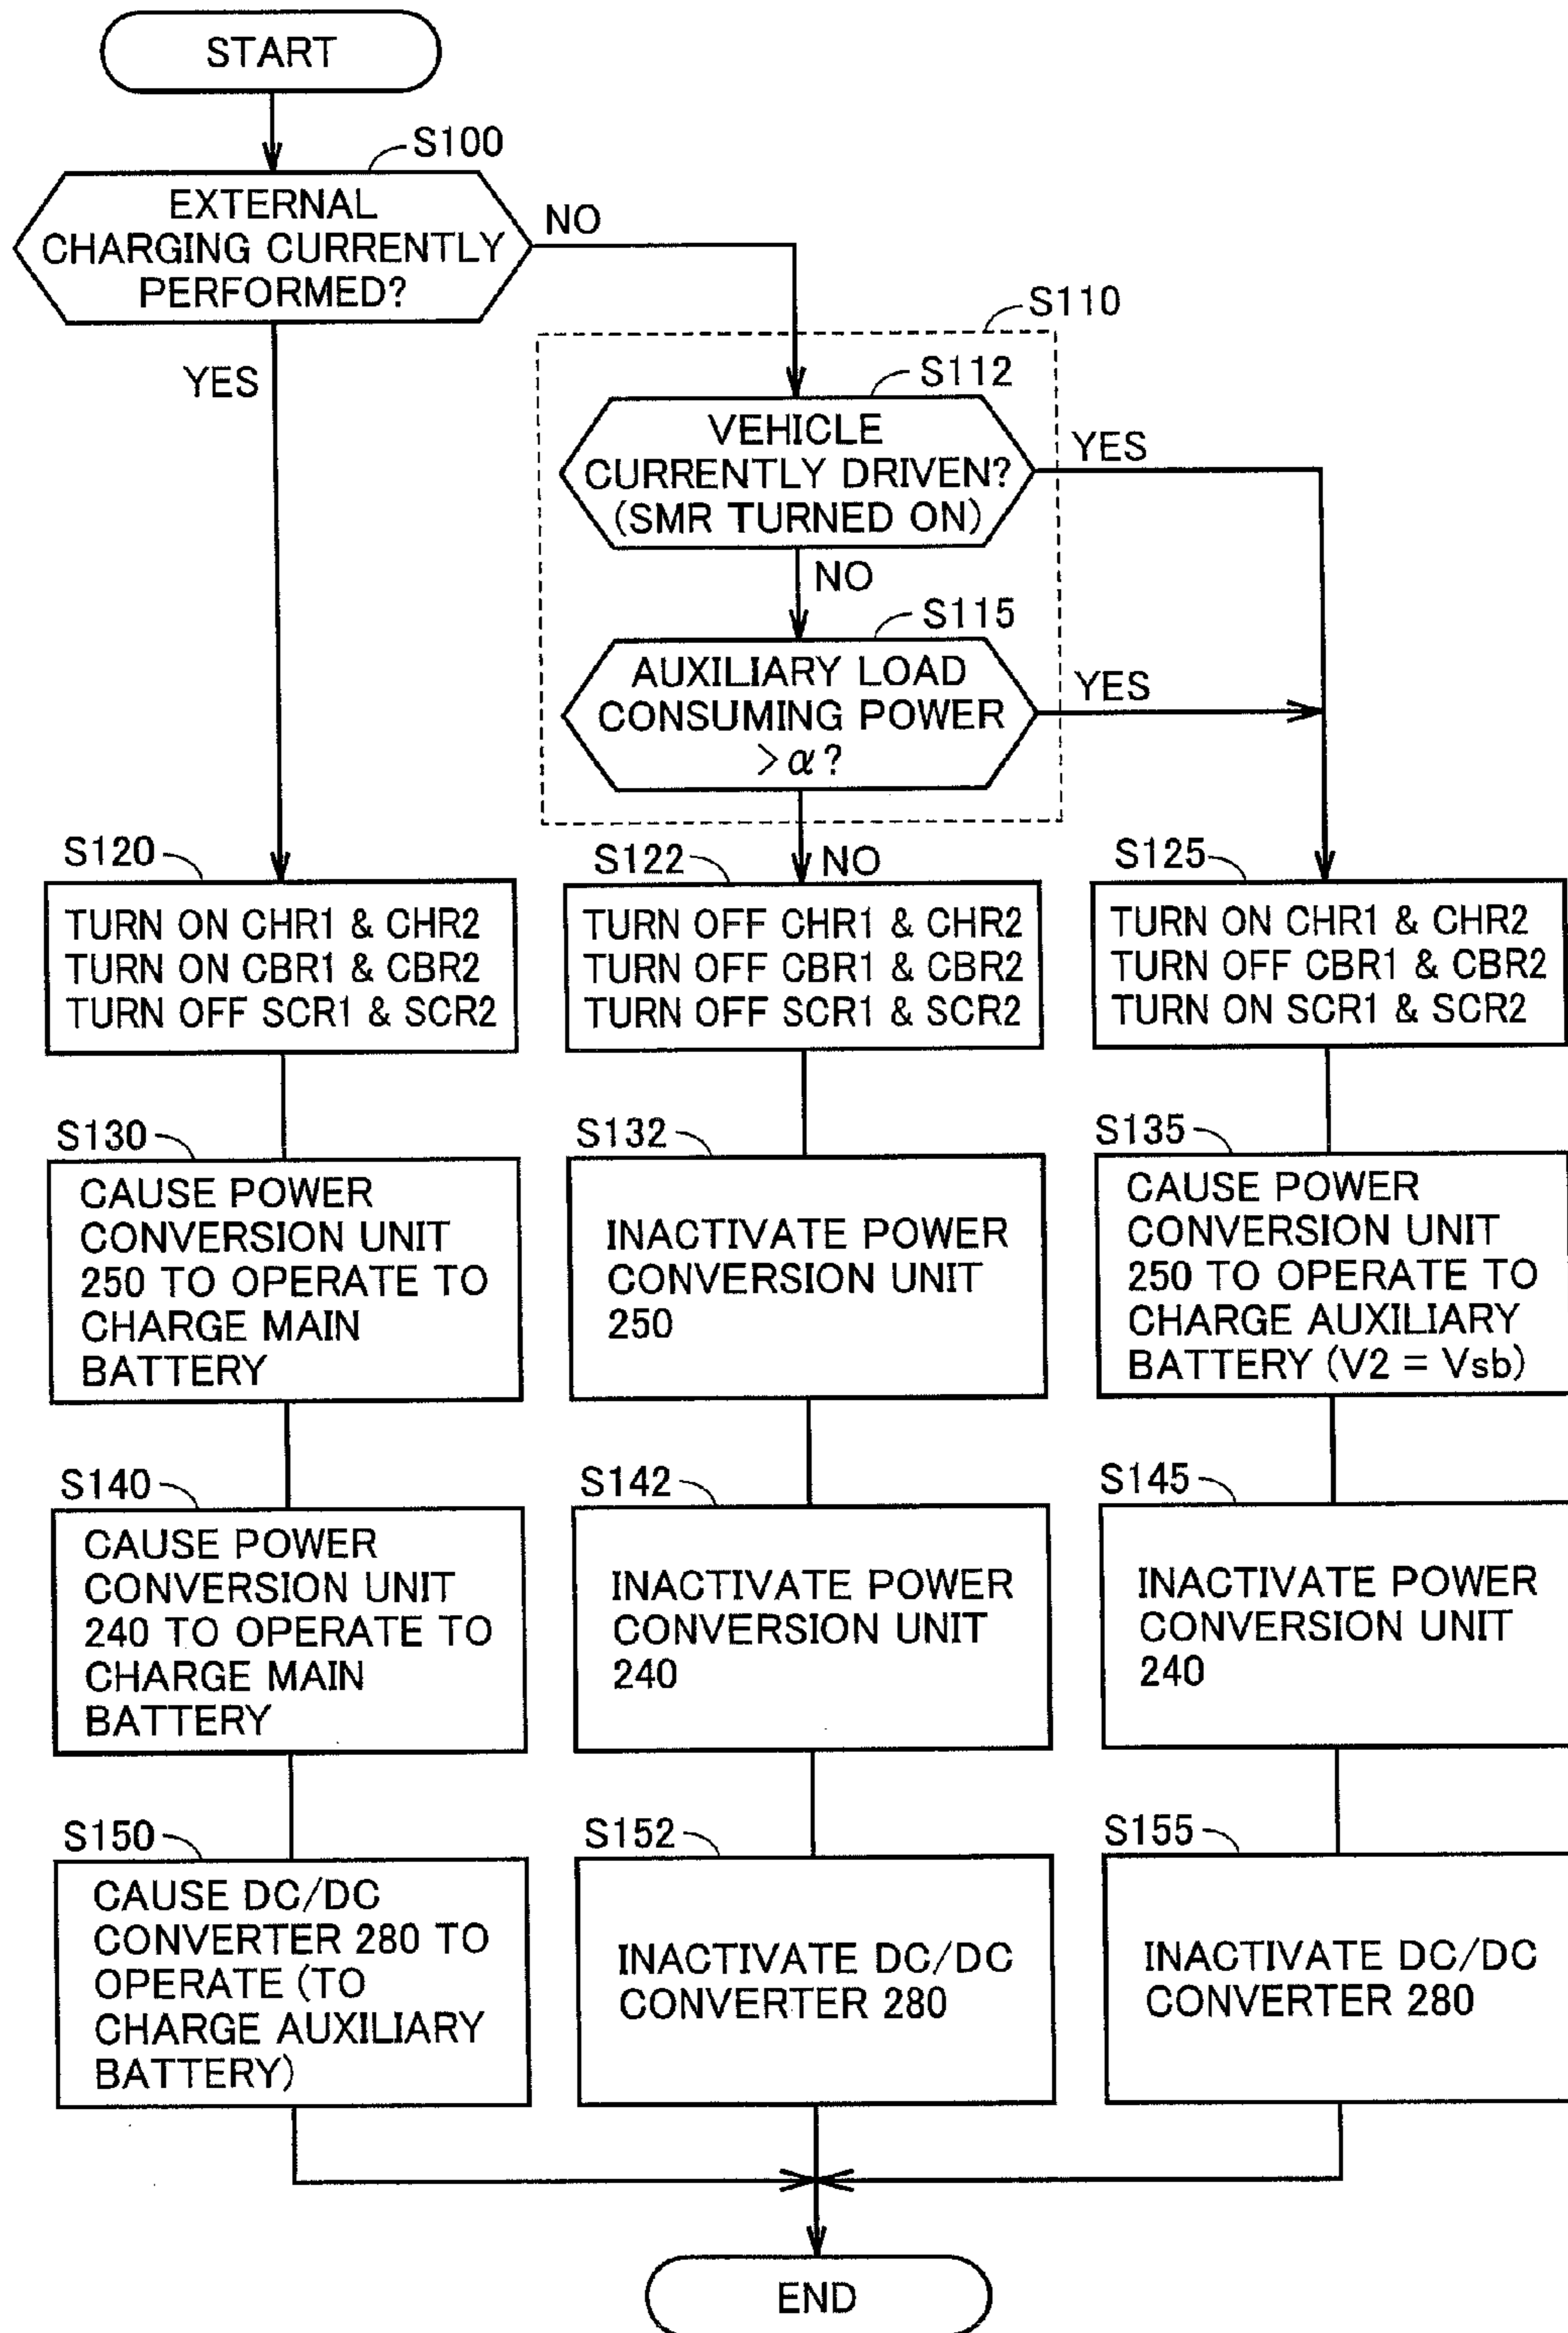 START
S100
EXTERNAL
CHARGING CURRENTLY
PERFORMED?
NO
YES
S110
S112
VEHICLE
CURRENTLY DRIVEN?
(SMR TURNED ON)
YES
NO
S115
AUXILIARY LOAD
CONSUMING POWER
>α?
YES
NO
S120
TURN ON CHR1 & CHR2
TURN ON CBR1 & CBR2
TURN OFF SCR1 & SCR2
S122
TURN OFF CHR1 & CHR2
TURN OFF CBR1 & CBR2
TURN OFF SCR1 & SCR2
S125
TURN ON CHR1 & CHR2
TURN OFF CBR1 & CBR2
TURN ON SCR1 & SCR2
S130
CAUSE POWER
CONVERSION UNIT
250 TO OPERATE TO
CHARGE MAIN
BATTERY
S132
INACTIVATE POWER
CONVERSION UNIT
250
S135
CAUSE POWER
CONVERSION UNIT
250 TO OPERATE TO
CHARGE AUXILIARY
BATTERY (V2 = Vsb)
S140
CAUSE POWER
CONVERSION UNIT
240 TO OPERATE TO
CHARGE MAIN
BATTERY
S142
INACTIVATE POWER
CONVERSION UNIT
240
S145
INACTIVATE POWER
CONVERSION UNIT
240
S150
CAUSE DC/DC
CONVERTER 280 TO
OPERATE (TO
CHARGE AUXILIARY
BATTERY)
S152
INACTIVATE DC/DC
CONVERTER 280
S155
INACTIVATE DC/DC
CONVERTER 280
END